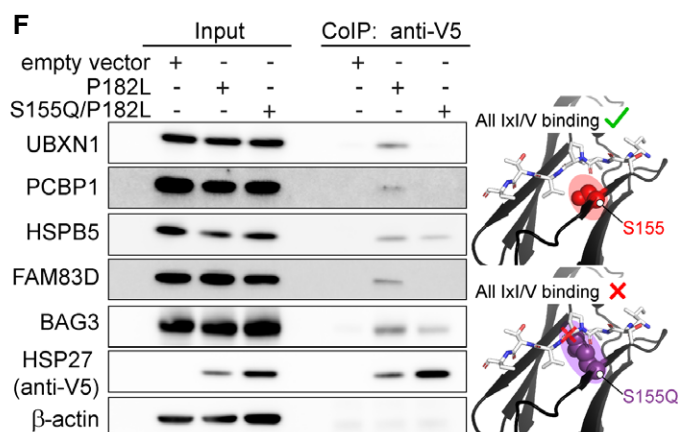 F
Input CoIP: anti-V5
empty vector + - - + - -
P182L - + - - + -
S155Q/P182L - - + - - +
UBXN1
PCBP1
HSPB5
FAM83D
BAG3
HSP27
(anti-V5)
β-actin
All IxI/V binding ✓
S155
All IxI/V binding ✗
S155Q